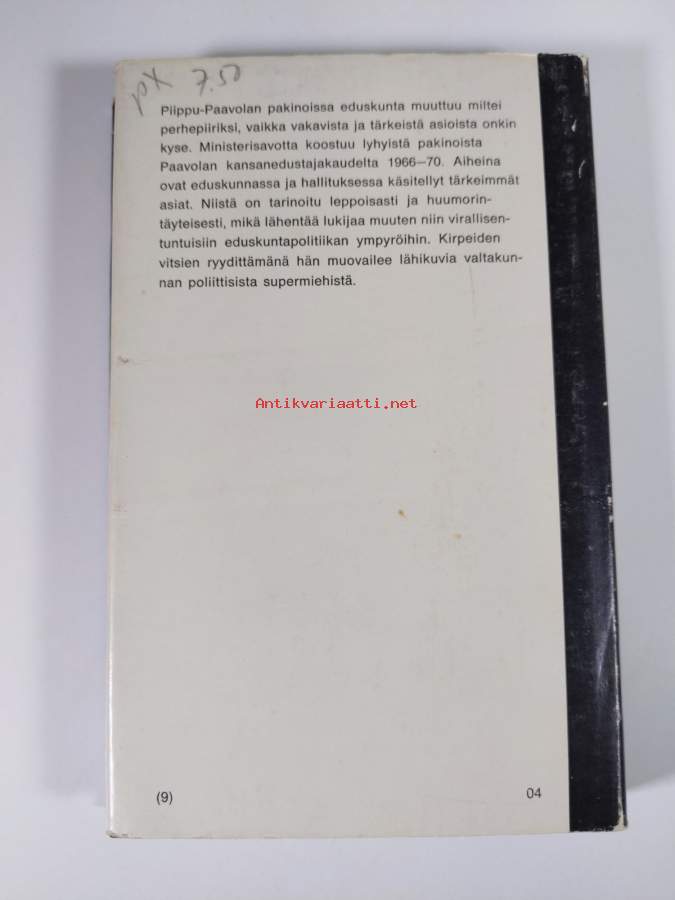 px 7.50
Piippu-Paavolan pakinoissa eduskunta muuttuu miltei
perhepiiriksi, vaikka vakavista ja tärkeistä asioista onkin
kyse. Ministerisavotta koostuu lyhyistä pakinoista
Paavolan kansanedustajakaudelta 1966—70. Aiheina
ovat eduskunnassa ja hallituksessa käsitellyt tärkeimmät
asiat. Niistä on tarinoitu leppoisasti ja huumorin-
täyteisesti, mikä lähentää lukijaa muuten niin virallisen-
tuntuisiin eduskuntapolitiikan ympyröihin. Kirpeiden
vitsien ryydittämänä hän muovailee lähikuvia valtakun-
nan poliittisista supermiehistä.
Antikvariaatti.net
(9) 04